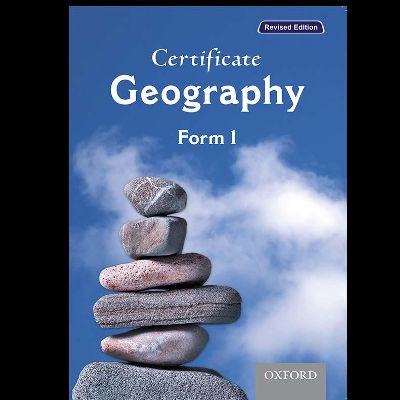 Revised Edition
Certificate
Geography
Form 1
OXFORD